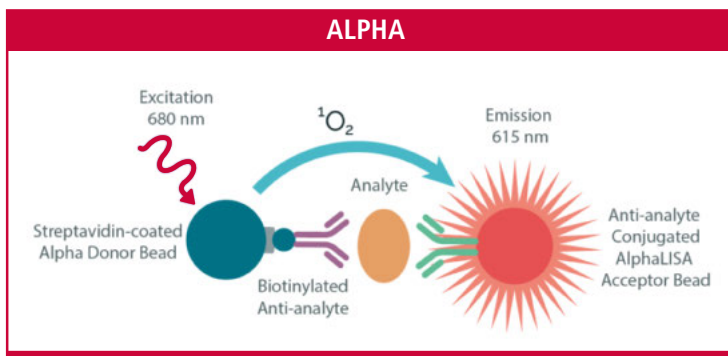 ALPHA
Excitation
680 nm
¹O₂
Emission
615 nm
Analyte
Streptavidin-coated
Alpha Donor Bead
Biotinylated
Anti-analyte
Anti-analyte
Conjugated
AlphaLISA
Acceptor Bead